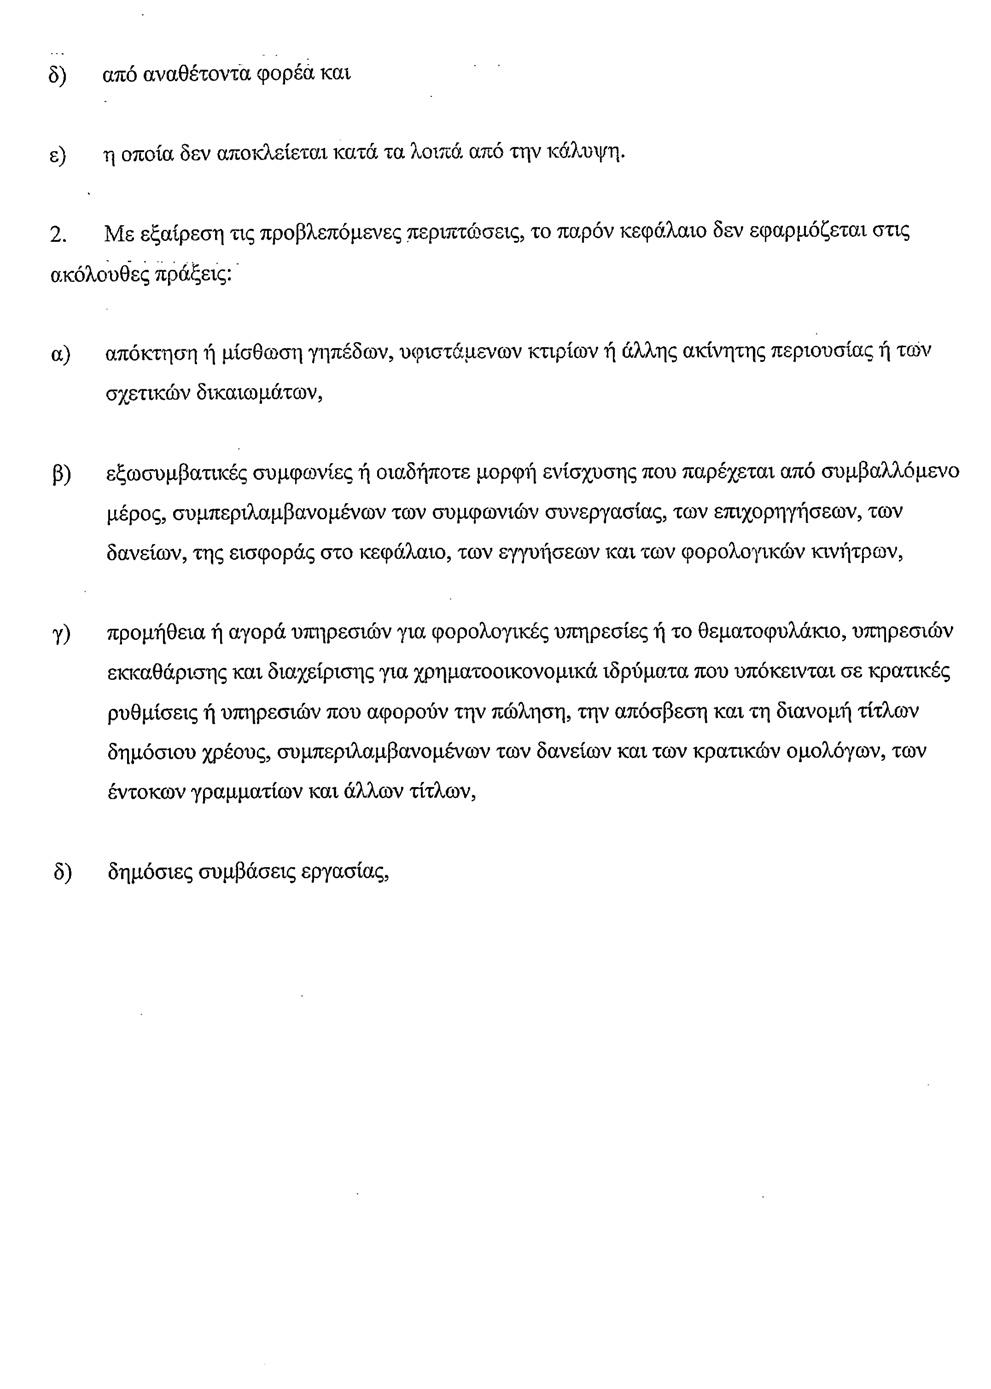 δ) από αναθέτοντα φορέα και
ε) η οποία δεν αποκλείεται κατά τα λοιπά από την κάλυψη.
2. Με εξαίρεση τις προβλεπόμενες περιπτώσεις, το παρόν κεφάλαιο δεν εφαρμόζεται στις
ακόλουθες πράξεις:
α) απόκτηση ή μίσθωση γηπέδων, υφιστάμενων κτιρίων ή άλλης ακίνητης περιουσίας ή των
σχετικών δικαιωμάτων,
β) εξωσυμβατικές συμφωνίες ή οιαδήποτε μορφή ενίσχυσης που παρέχεται από συμβαλλόμενο
μέρος, συμπεριλαμβανομένων των συμφωνιών συνεργασίας, των επιχορηγήσεων, των
δανείων, της εισφοράς στο κεφάλαιο, των εγγυήσεων και των φορολογικών κινήτρων,
γ) προμήθεια ή αγορά υπηρεσιών για φορολογικές υπηρεσίες ή το θεματοφυλάκιο, υπηρεσιών
εκκαθάρισης και διαχείρισης για χρηματοοικονομικά ιδρύματα που υπόκεινται σε κρατικές
ρυθμίσεις ή υπηρεσιών που αφορούν την πώληση, την απόσβεση και τη διανομή τίτλων
δημόσιου χρέους, συμπεριλαμβανομένων των δανείων και των κρατικών ομολόγων, των
έντοκων γραμματίων και άλλων τίτλων,
δ) δημόσιες συμβάσεις εργασίας,